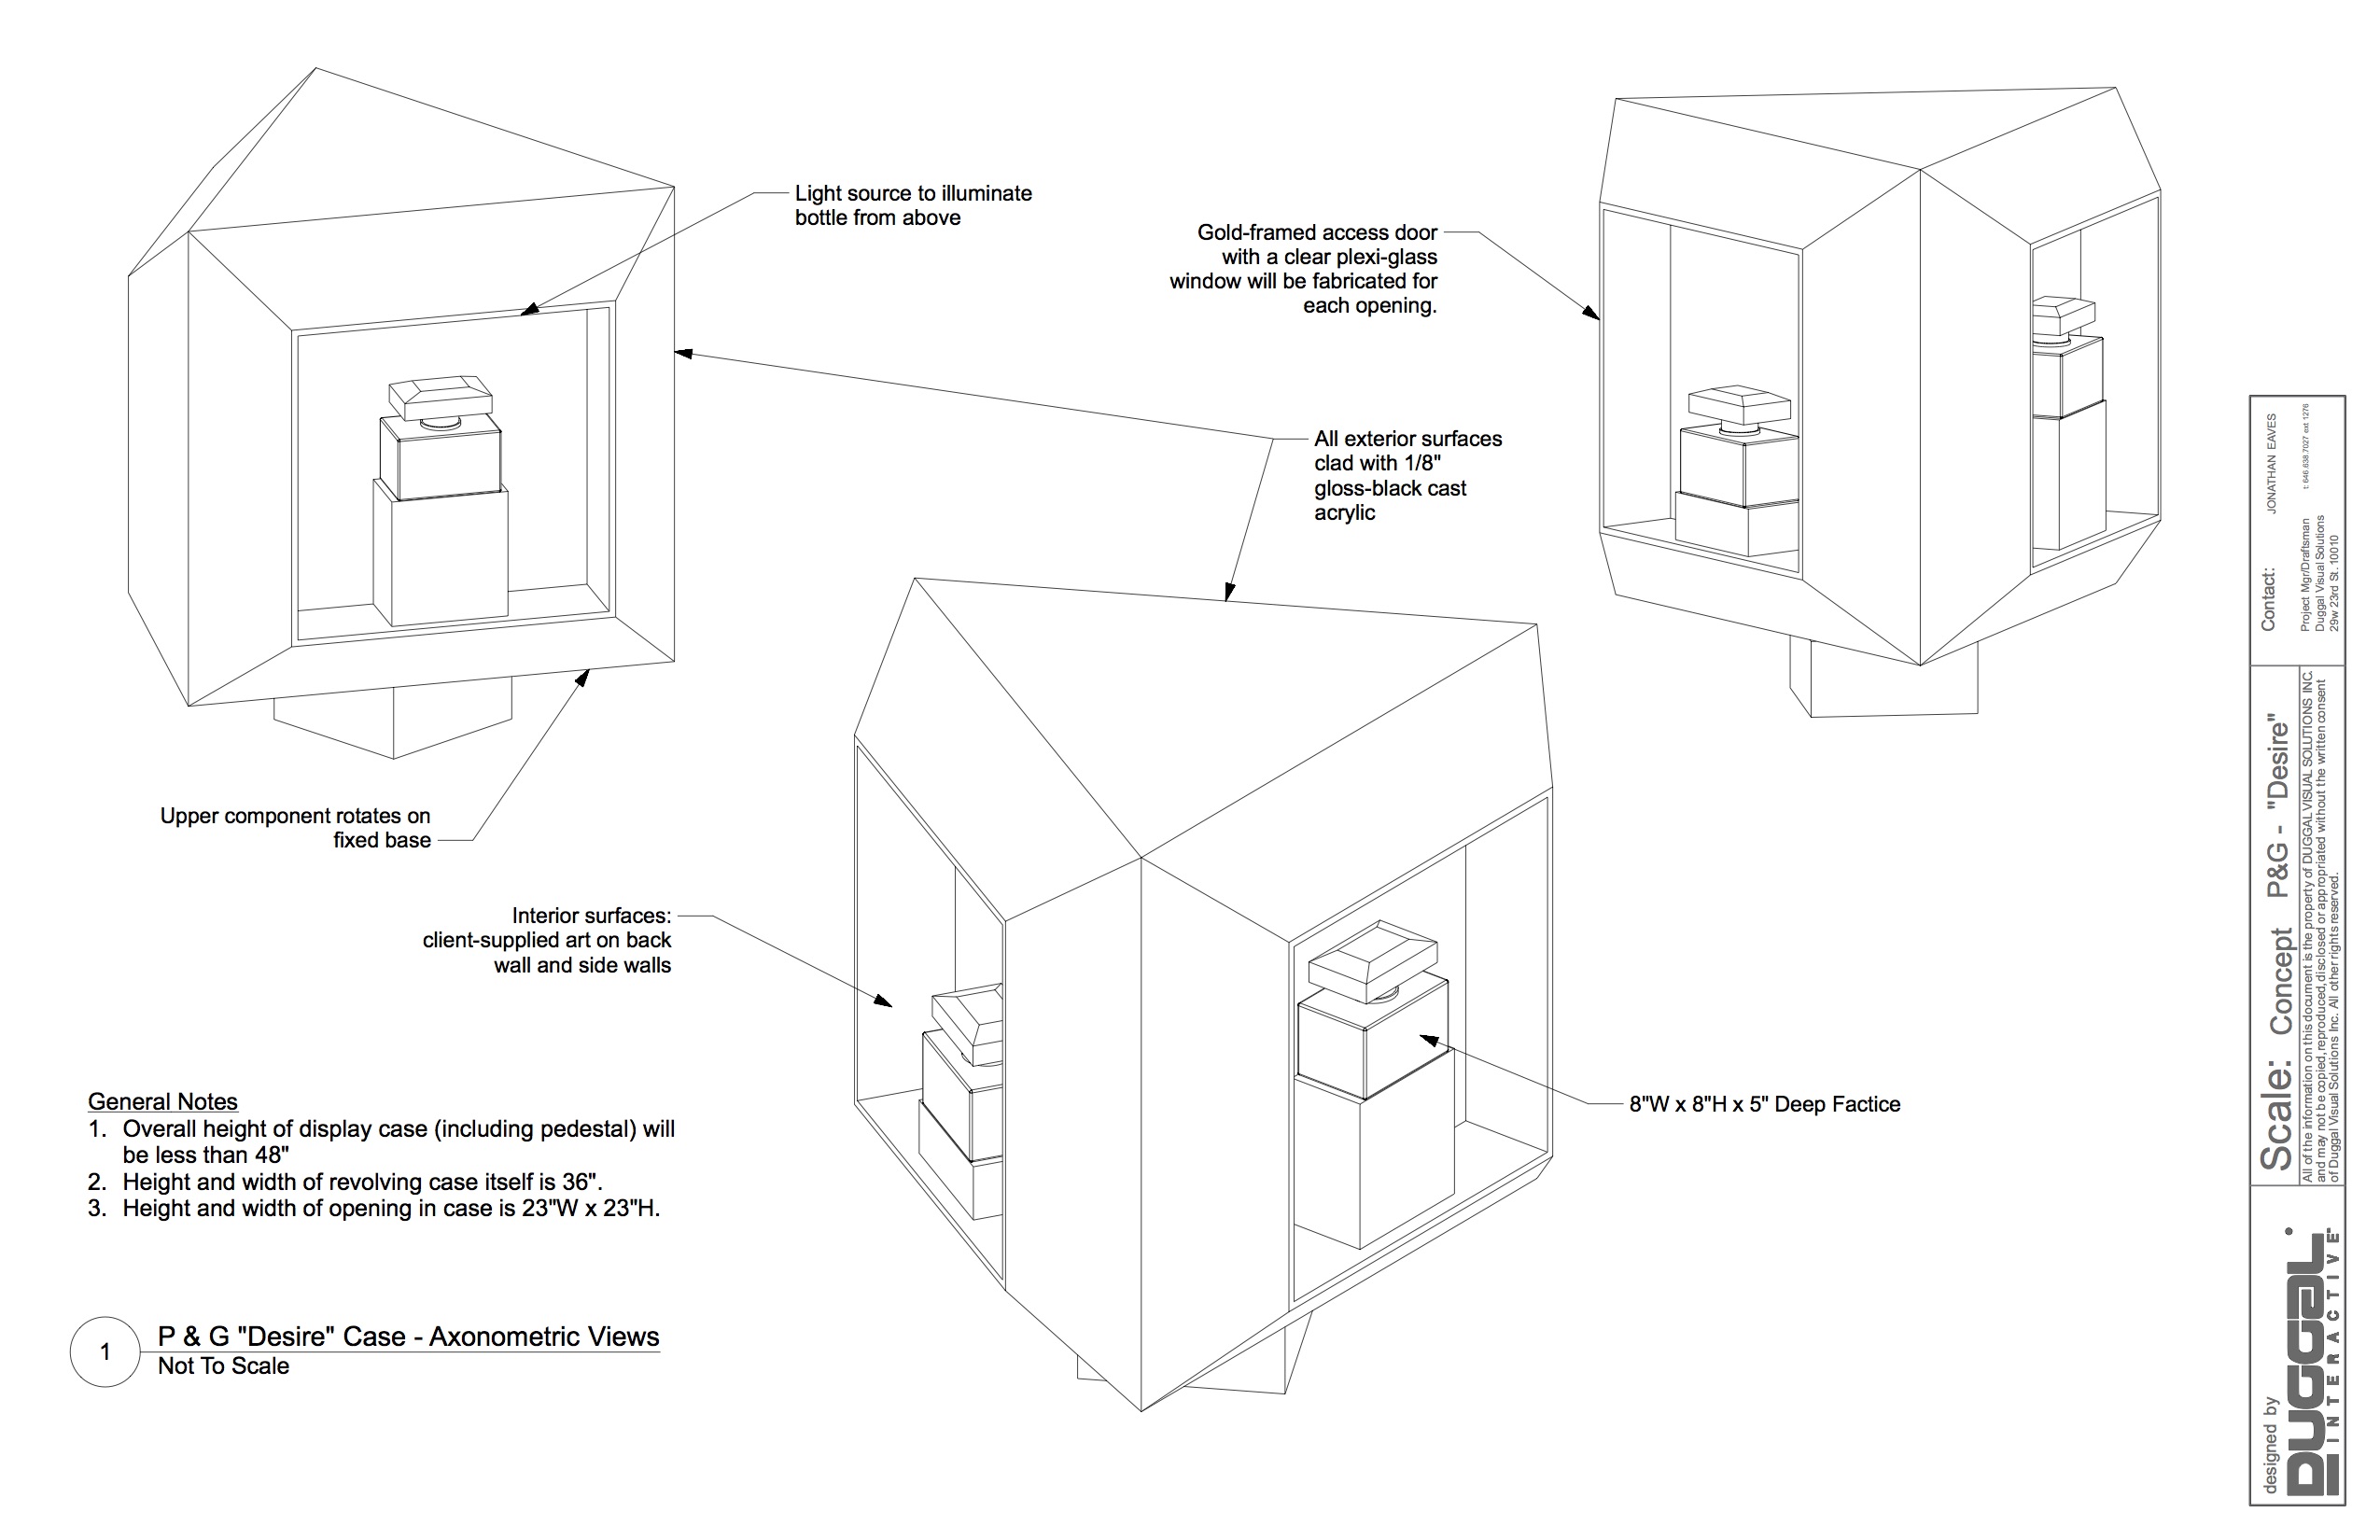 Light source to illuminate
bottle from above
Gold-framed access door
with a clear plexi-glass
window will be fabricated for
each opening.
All exterior surfaces
clad with 1/8"
gloss-black cast
acrylic
Upper component rotates on
fixed base
Interior surfaces:
client-supplied art on back
wall and side walls
8"W x 8"H x 5" Deep Factice
General Notes
1. Overall height of display case (including pedestal) will
be less than 48"
2. Height and width of revolving case itself is 36".
3. Height and width of opening in case is 23"W x 23"H.
1
P & G "Desire" Case - Axonometric Views
Not To Scale
Contact: JONATHAN EAVES
Project Mgr/Draftsman t: 646.638.7027 ext 1276
Duggal Visual Solutions
29w 23rd St. 10010
Scale: Concept P&G - "Desire"
All of the information on this document is the property of DUGGAL VISUAL SOLUTIONS INC.
and may not be copied, reproduced, disclosed or appropriated without the written consent
of Duggal Visual Solutions Inc. All other rights reserved.
designed by
DUGGAL
INTERACTIVE